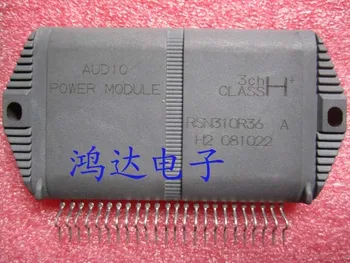 AUDIO
POWER MODULE
3ch H+
CLASS
RSN310R36 A
H2 081022
鸿达电子